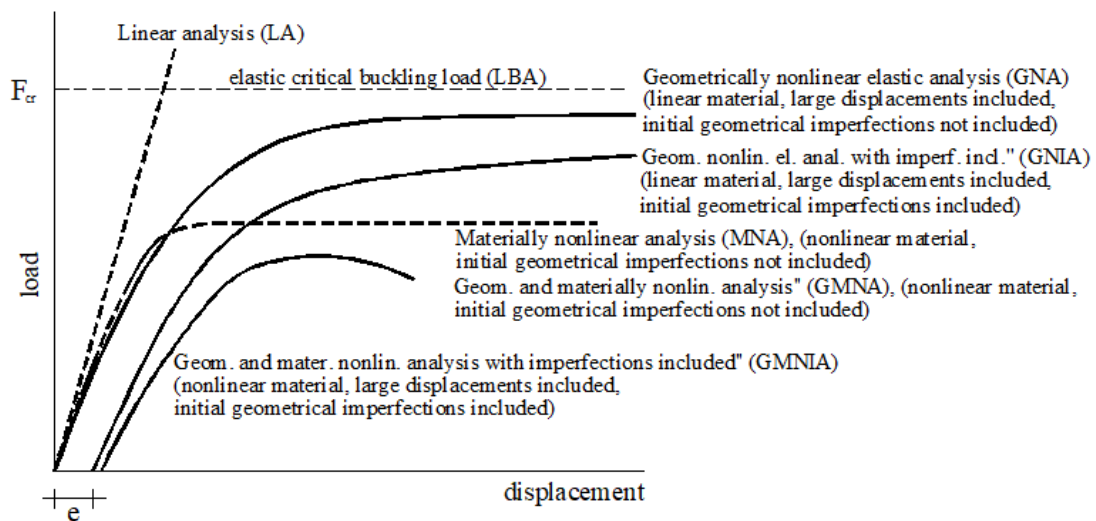 Linear analysis (LA)
elastic critical buckling load (LBA)
F
cr
Geometrically nonlinear elastic analysis (GNA)
(linear material, large displacements included,
initial geometrical imperfections not included)
Geom. nonlin. el. anal. with imperf. incl." (GNIA)
(linear material, large displacements included,
initial geometrical imperfections included)
Materially nonlinear analysis (MNA), (nonlinear material,
initial geometrical imperfections not included)
Geom. and materially nonlin. analysis" (GMNA), (nonlinear material,
initial geometrical imperfections not included)
load
Geom. and mater. nonlin. analysis with imperfections included" (GMNIA)
(nonlinear material, large displacements included,
initial geometrical imperfections included)
displacement
e